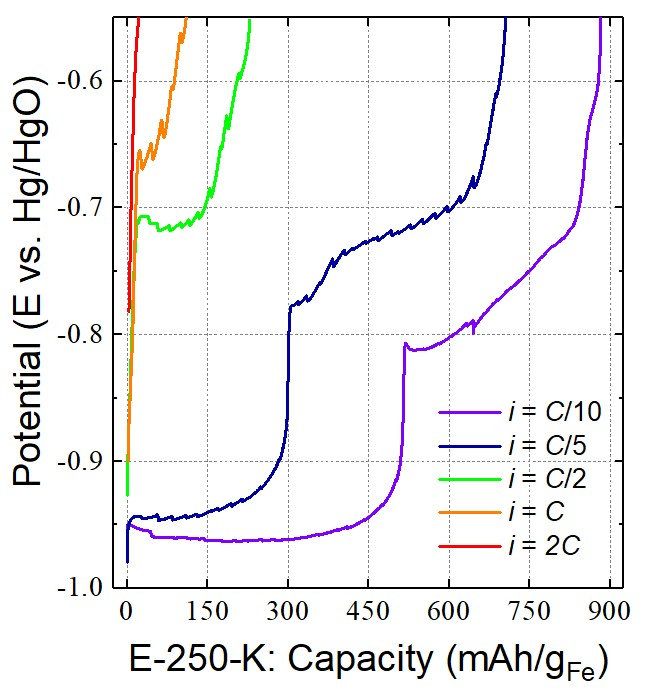 Potential (E vs. Hg/HgO)
-0.6
-0.7
-0.8
-0.9
-1.0
i = C/10
i = C/5
i = C/2
i = C
i = 2C
0 150 300 450 600 750 900
E-250-K: Capacity (mAh/gFe)